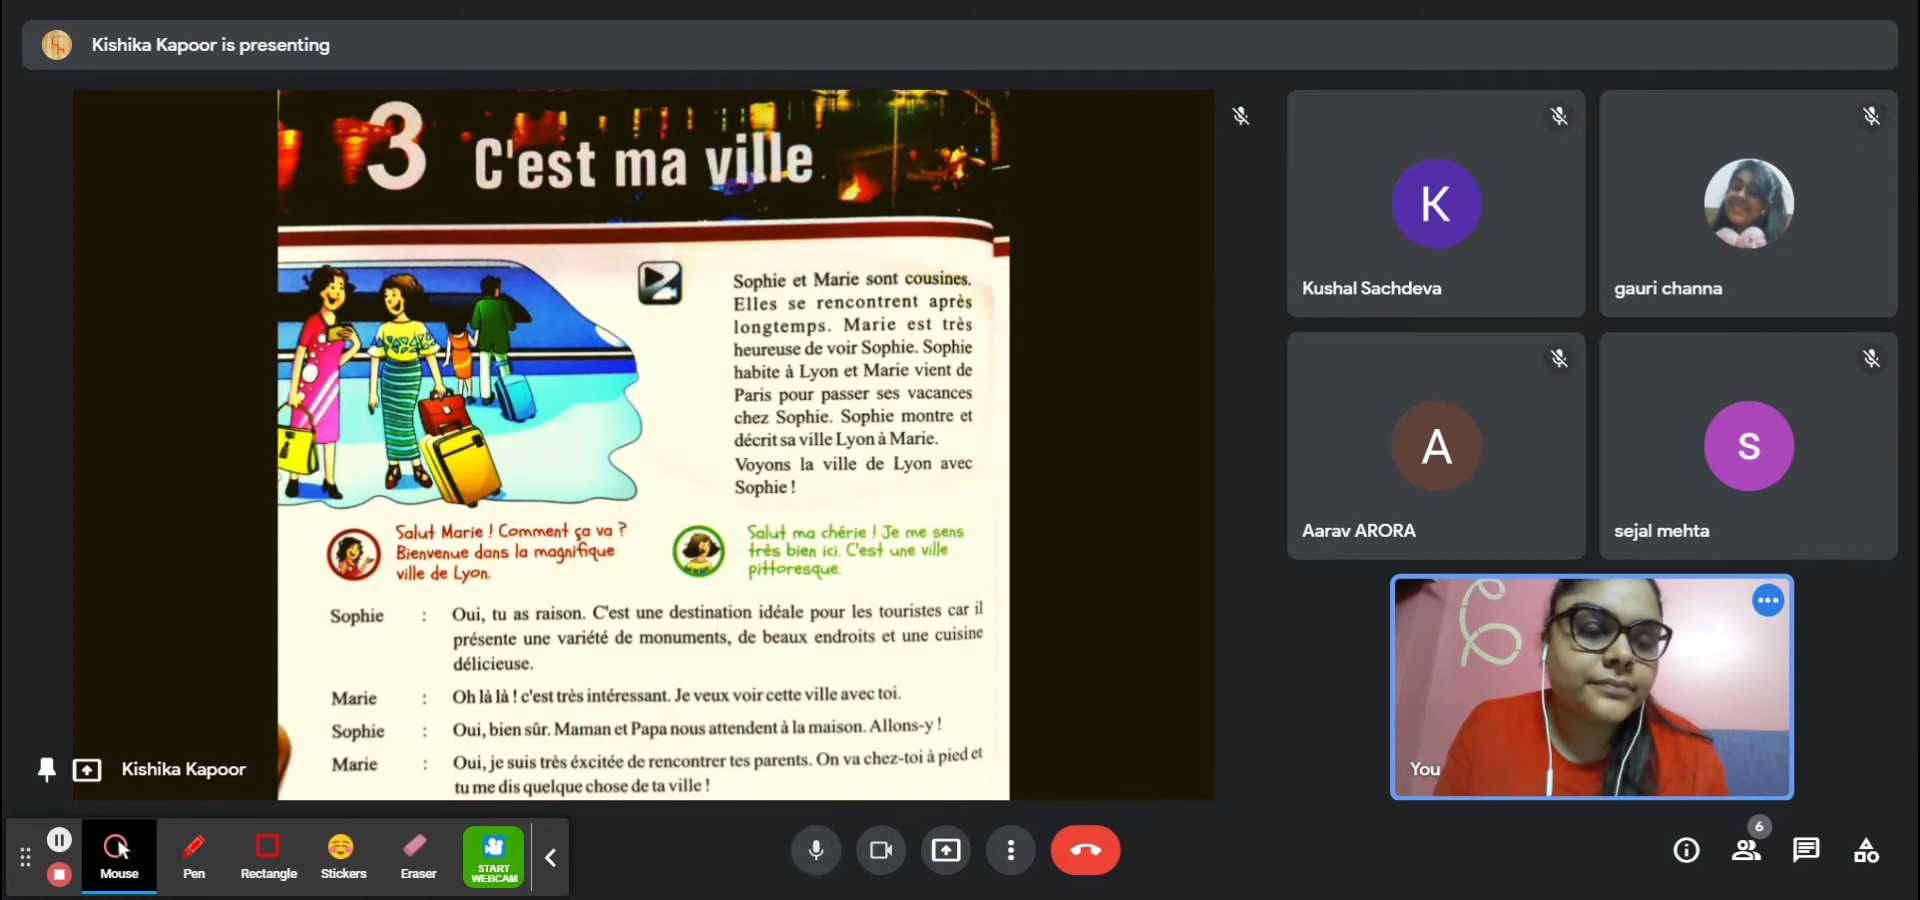 Kishika Kapoor is presenting
3 C'est ma ville
Sophie et Marie sont cousines.
Elles se rencontrent après
longtemps. Marie est très
heureuse de voir Sophie. Sophie
habite à Lyon et Marie vient de
Paris pour passer ses vacances
chez Sophie. Sophie montre et
décrit sa ville Lyon à Marie.
Voyons la ville de Lyon avec
Sophie !
Salut Marie ! Comment ça va ?
Bienvenue dans la magnifique
ville de Lyon.
Salut ma chérie ! Je me sens
très bien ici. C'est une ville
pittoresque.
Sophie : Oui, tu as raison. C'est une destination idéale pour les touristes car il
présente une variété de monuments, de beaux endroits et une cuisine
délicieuse.
Marie : Oh là là ! c'est très intéressant. Je veux voir cette ville avec toi.
Sophie : Oui, bien sûr. Maman et Papa nous attendent à la maison. Allons-y !
Marie : Oui, je suis très éxcitée de rencontrer tes parents. On va chez-toi à pied et
tu me dis quelque chose de ta ville !
Kishika Kapoor
K
Kushal Sachdeva
gauri channa
A
Aarav ARORA
s
sejal mehta
You
Mouse
Pen
Rectangle
Stickers
Eraser
START
WEBCAM
6